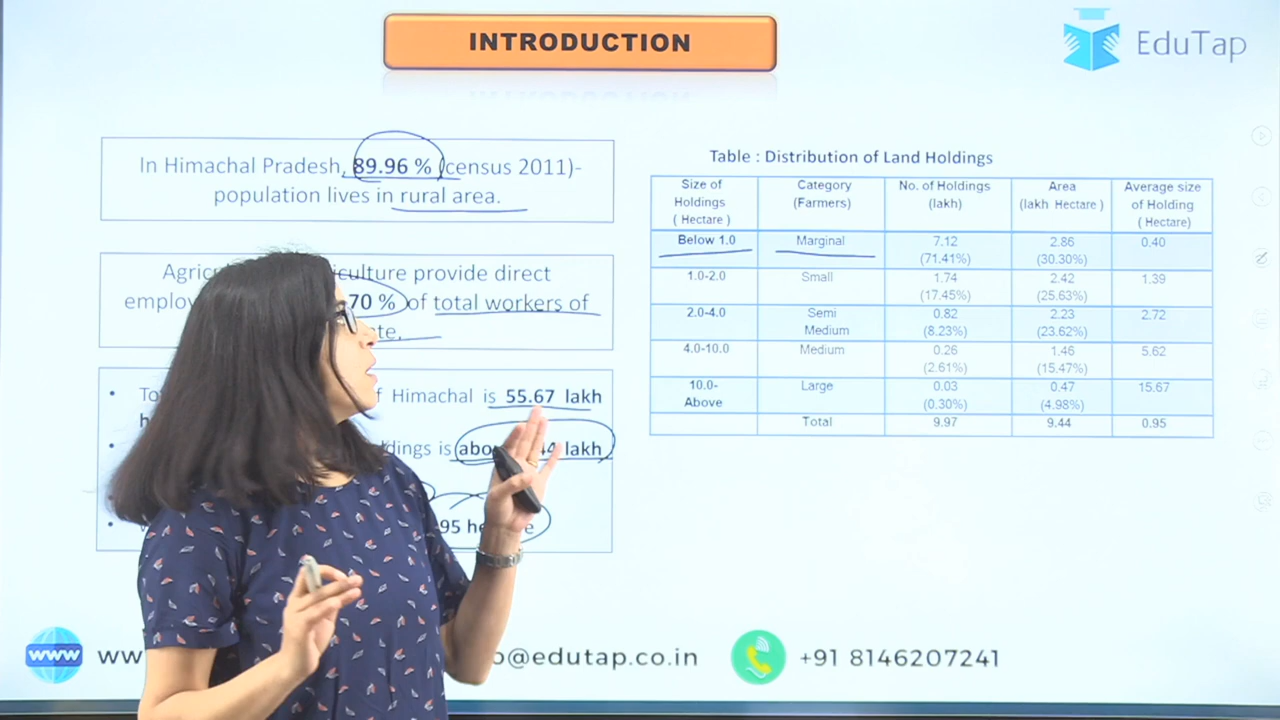 INTRODUCTION
EduTap
In Himachal Pradesh, 89.96 % (census 2011)-
population lives in rural area.
culture provide direct
70 % of total workers of
Himachal is 55.67 lakh
is 44 lakh
95
Table : Distribution of Land Holdings
Size of Holdings ( Hectare ) Category (Farmers) No. of Holdings (lakh) Area (lakh Hectare ) Average size of Holding ( Hectare)
Below 1.0 Marginal 7.12 (71.41%) 2.86 (30.30%) 0.40
1.0-2.0 Small 1.74 (17.45%) 2.42 (25.63%) 1.39
2.0-4.0 Semi Medium 0.82 (8.23%) 2.23 (23.62%) 2.72
4.0-10.0 Medium 0.26 (2.61%) 1.46 (15.47%) 5.62
10.0- Above Large 0.03 (0.30%) 0.47 (4.98%) 15.67
Total 9.97 9.44 0.95
www
@edutap.co.in
+91 8146207241